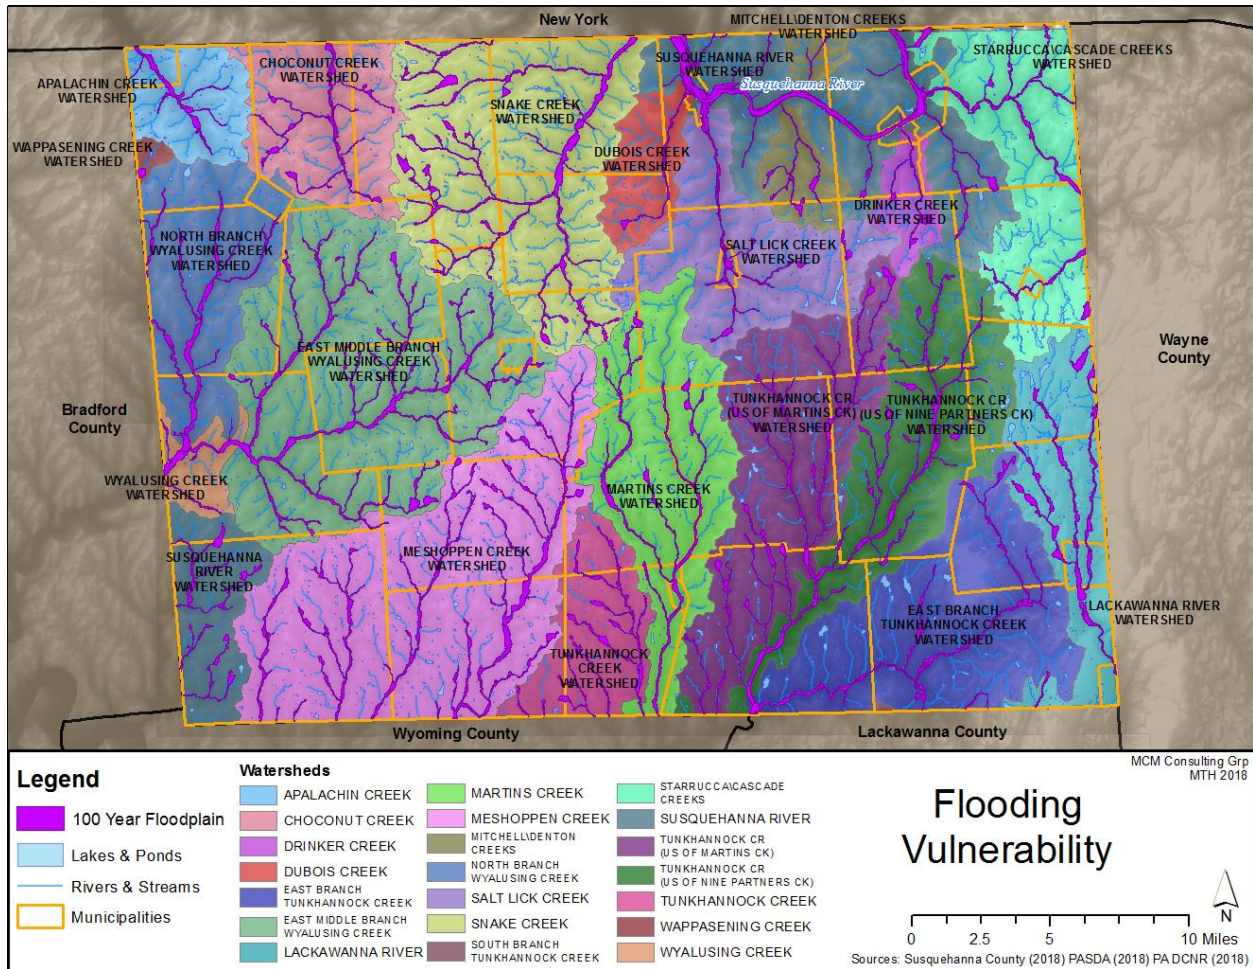 New York
MITCHELL\DENTON CREEKS
WATERSHED
SUSQUEHANNA RIVER
WATERSHED
STARRUCCA\CASCADE CREEKS
WATERSHED
CHOCONUT CREEK
WATERSHED
APALACHIN CREEK
WATERSHED
Susquehanna River
SNAKE CREEK
WATERSHED
WAPPASENING CREEK
WATERSHED
DUBOIS CREEK
WATERSHED
DRINKER CREEK
WATERSHED
NORTH BRANCH
WYALUSING CREEK
WATERSHED
SALT LICK CREEK
WATERSHED
EAST MIDDLE BRANCH
WYALUSING CREEK
WATERSHED
Wayne
County
Bradford
County
TUNKHANNOCK CR
(US OF MARTINS CK)
WATERSHED
TUNKHANNOCK CR
(US OF NINE PARTNERS CK)
WATERSHED
WYALUSING CREEK
WATERSHED
MARTINS CREEK
WATERSHED
MESHOPPEN CREEK
WATERSHED
SUSQUEHANNA
RIVER
WATERSHED
EAST BRANCH
TUNKHANNOCK CREEK
WATERSHED
LACKAWANNA RIVER
WATERSHED
TUNKHANNOCK
CREEK
WATERSHED
Wyoming County
Lackawanna County
Legend
100 Year Floodplain
Lakes & Ponds
Rivers & Streams
Municipalities
Watersheds
APALACHIN CREEK
CHOCONUT CREEK
DRINKER CREEK
DUBOIS CREEK
EAST BRANCH
TUNKHANNOCK CREEK
EAST MIDDLE BRANCH
WYALUSING CREEK
LACKAWANNA RIVER
MARTINS CREEK
MESHOPPEN CREEK
MITCHELL\DENTON
CREEKS
NORTH BRANCH
WYALUSING CREEK
SALT LICK CREEK
SNAKE CREEK
SOUTH BRANCH
TUNKHANNOCK CREEK
STARRUCCA\CASCADE
CREEKS
SUSQUEHANNA RIVER
TUNKHANNOCK CR
(US OF MARTINS CK)
TUNKHANNOCK CR
(US OF NINE PARTNERS CK)
TUNKHANNOCK CREEK
WAPPASENING CREEK
WYALUSING CREEK
MCM Consulting Grp
MTH 2018
Flooding
Vulnerability
N
0 2.5 5 10 Miles
Sources: Susquehanna County (2018) PASDA (2018) PA DCNR (2018)